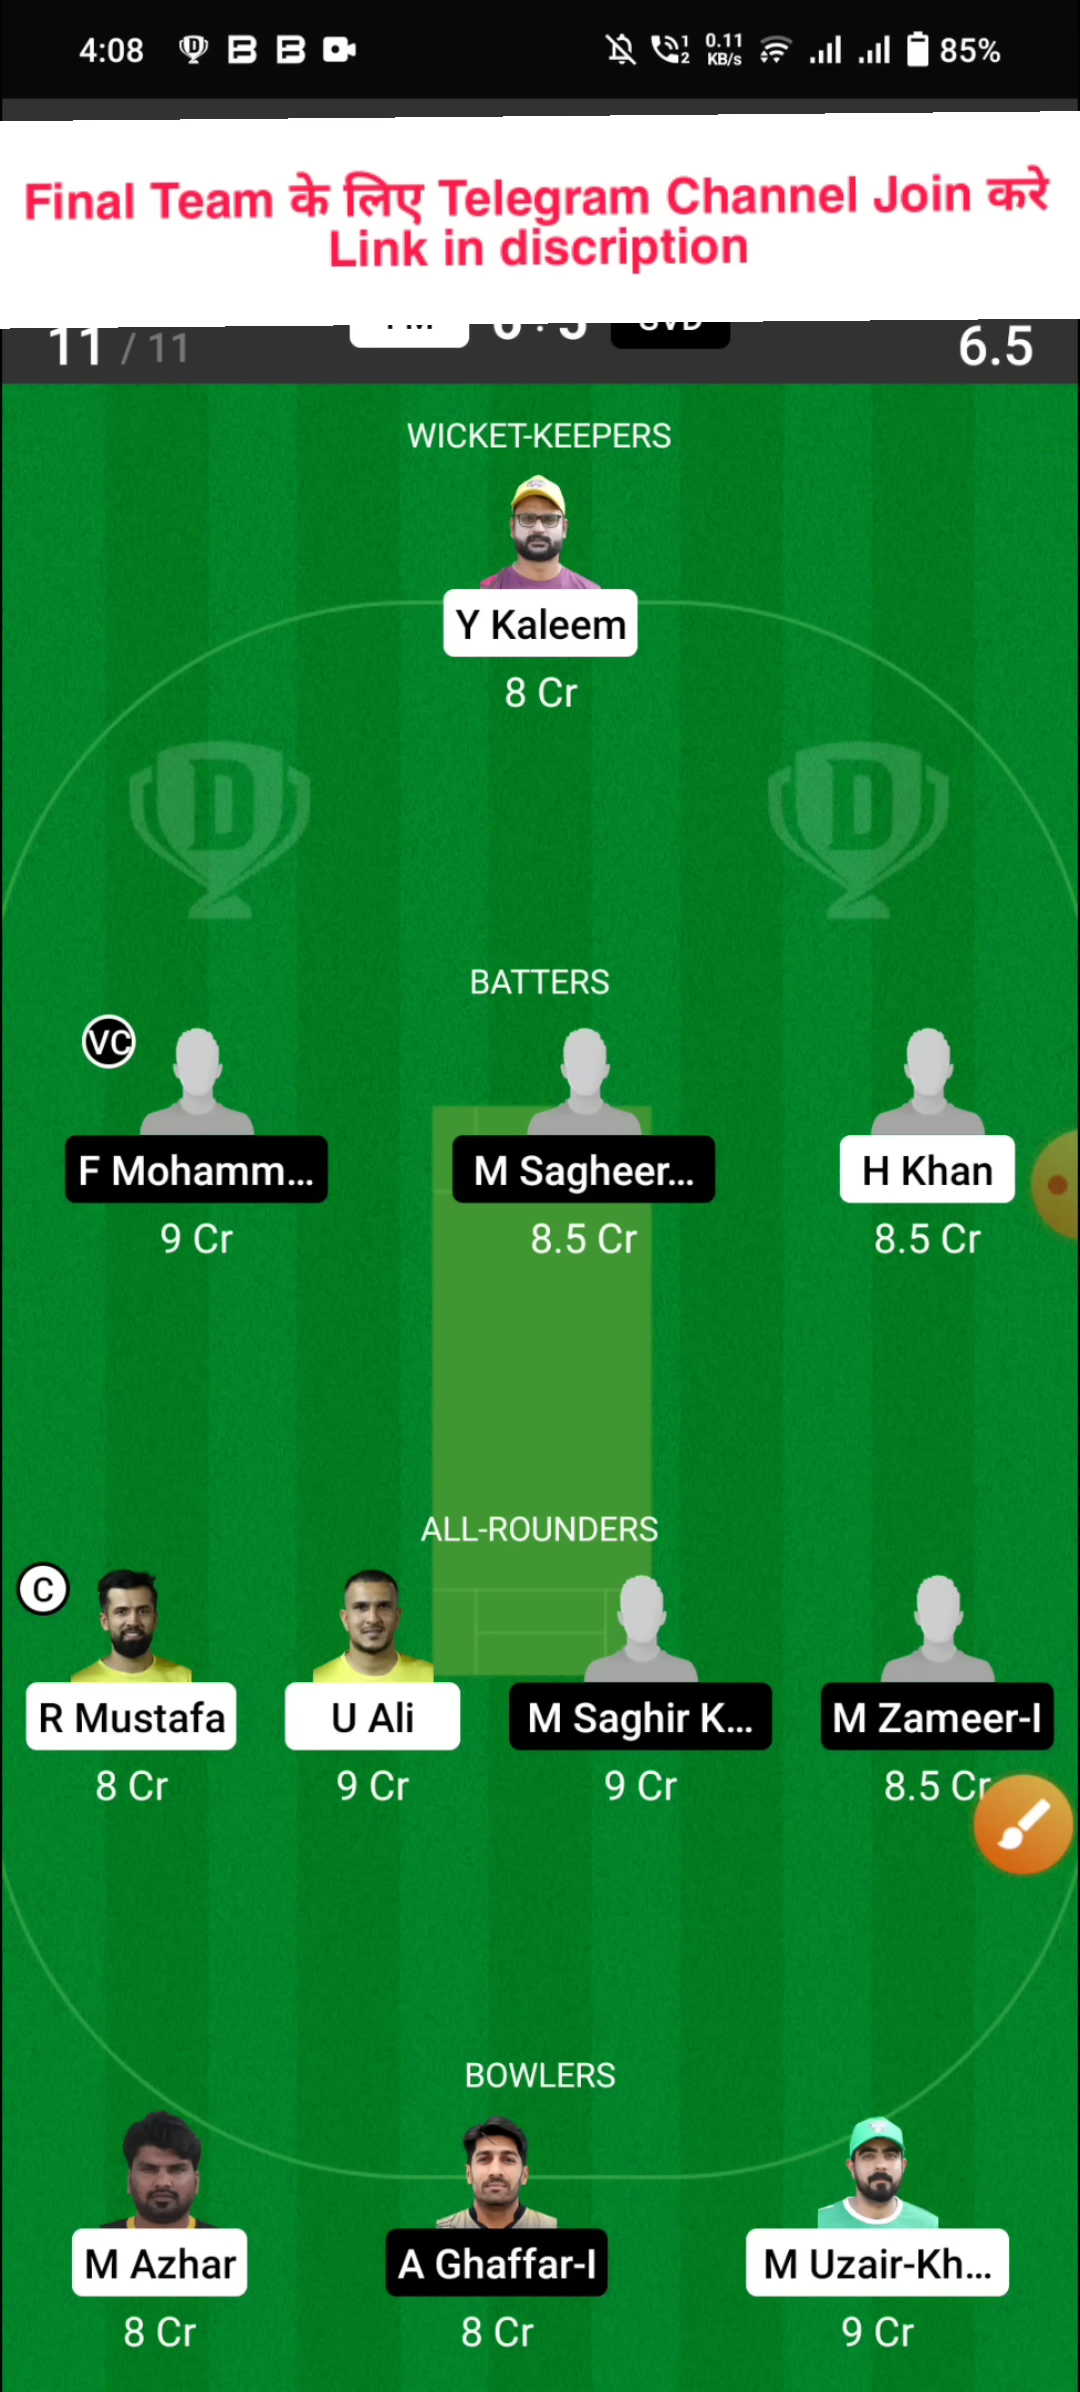 4:08
1
2
0.11
KB/s
85%
Final Team के लिए Telegram Channel Join करे
Link in discription
11 / 11
6.5
WICKET-KEEPERS
Y Kaleem
8 Cr
BATTERS
VC
F Mohamm...
M Sagheer...
H Khan
9 Cr
8.5 Cr
8.5 Cr
ALL-ROUNDERS
C
R Mustafa
U Ali
M Saghir K...
M Zameer-I
8 Cr
9 Cr
9 Cr
8.5 Cr
BOWLERS
M Azhar
A Ghaffar-I
M Uzair-Kh...
8 Cr
8 Cr
9 Cr